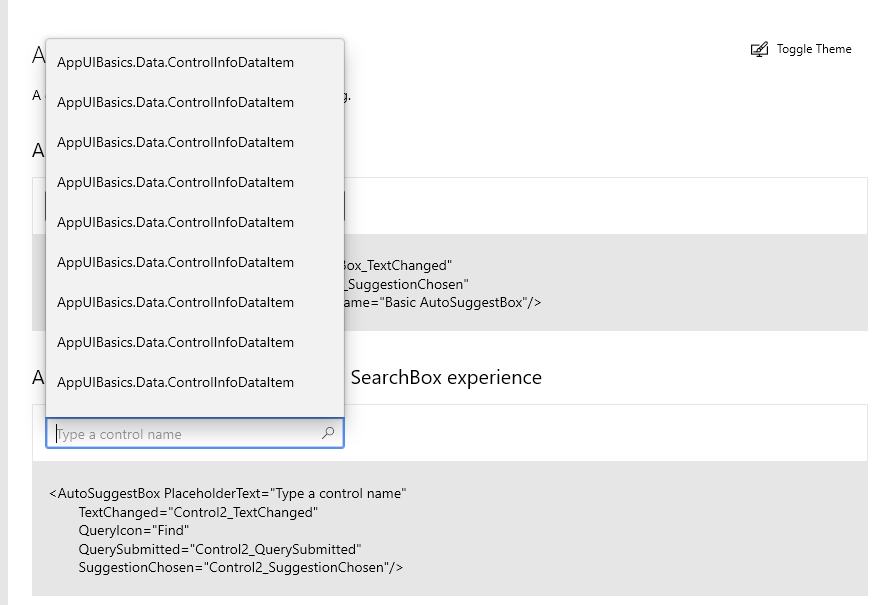 A
Toggle Theme
AppUIBasics.Data.ControlInfoDataItem
A g.
AppUIBasics.Data.ControlInfoDataItem
AppUIBasics.Data.ControlInfoDataItem
A
AppUIBasics.Data.ControlInfoDataItem
AppUIBasics.Data.ControlInfoDataItem
AppUIBasics.Data.ControlInfoDataItem
Box_TextChanged"
_SuggestionChosen"
AppUIBasics.Data.ControlInfoDataItem
ame="Basic AutoSuggestBox"/>
AppUIBasics.Data.ControlInfoDataItem
AppUIBasics.Data.ControlInfoDataItem
A SearchBox experience
Type a control name
<AutoSuggestBox PlaceholderText="Type a control name"
TextChanged="Control2_TextChanged"
QueryIcon="Find"
QuerySubmitted="Control2_QuerySubmitted"
SuggestionChosen="Control2_SuggestionChosen"/>